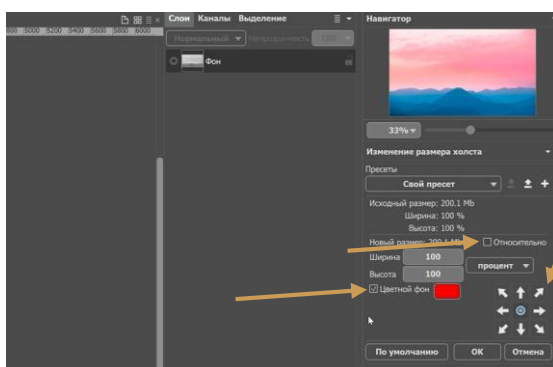 Слои Каналы Выделение
Навигатор
5000 5200 5400 5600 5800 6000
Нормальный Непрозрачность 100
Фон
33%
Изменение размера холста
Пресеты
Свой пресет
Исходный размер: 200.1 Mb
Ширина: 100 %
Высота: 100 %
Новый размер: 200.1 Mb Относительно
Ширина 100
процент
Высота 100
Цветной фон
По умолчанию OK Отмена